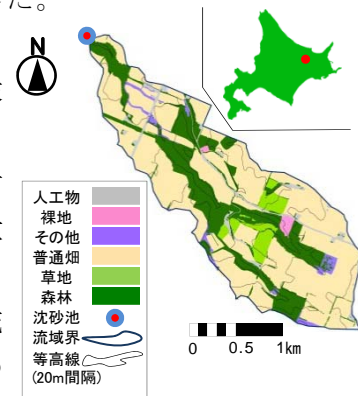 た。
N
人工物
裸地
その他
普通畑
草地
森林
沈砂池
流域界
等高線
(20m間隔)
0 0.5 1km